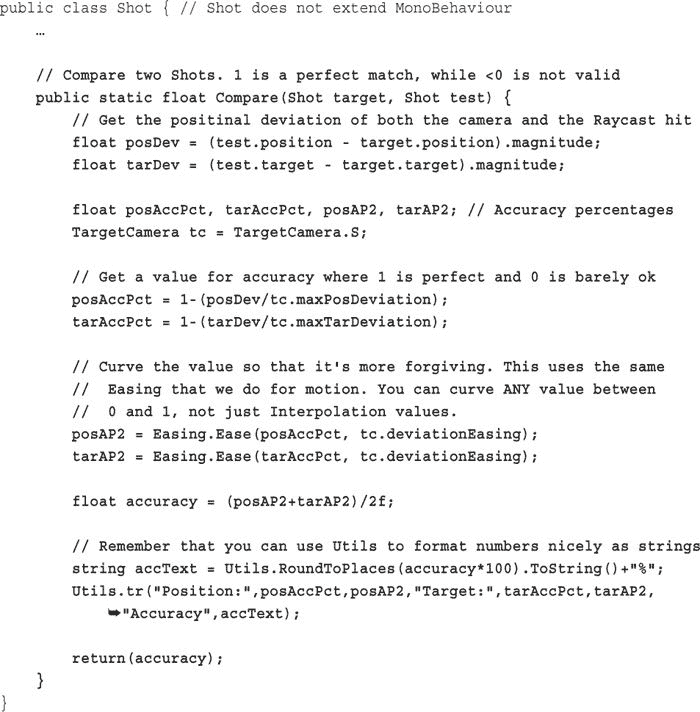 public class Shot { // Shot does not extend MonoBehaviour
…
// Compare two Shots. 1 is a perfect match, while <0 is not valid
public static float Compare(Shot target, Shot test) {
// Get the positinal deviation of both the camera and the Raycast hit
float posDev = (test.position - target.position).magnitude;
float tarDev = (test.target - target.target).magnitude;
float posAccPct, tarAccPct, posAP2, tarAP2; // Accuracy percentages
TargetCamera tc = TargetCamera.S;
// Get a value for accuracy where 1 is perfect and 0 is barely ok
posAccPct = 1-(posDev/tc.maxPosDeviation);
tarAccPct = 1-(tarDev/tc.maxTarDeviation);
// Curve the value so that it's more forgiving. This uses the same
//  Easing that we do for motion. You can curve ANY value between
//  0 and 1, not just Interpolation values.
posAP2 = Easing.Ease(posAccPct, tc.deviationEasing);
tarAP2 = Easing.Ease(tarAccPct, tc.deviationEasing);
float accuracy = (posAP2+tarAP2)/2f;
// Remember that you can use Utils to format numbers nicely as strings
string accText = Utils.RoundToPlaces(accuracy*100).ToString()+"%";
Utils.tr("Position:",posAccPct,posAP2,"Target:",tarAccPct,tarAP2,
➥"Accuracy",accText);
return(accuracy);
}
}